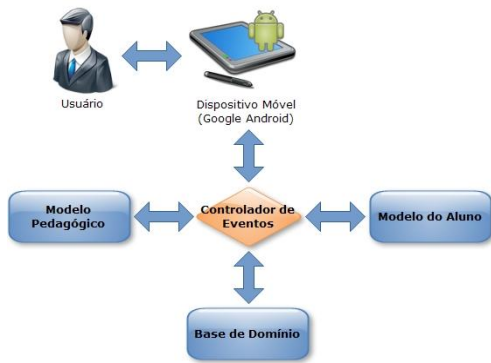 Usuário
Dispositivo Móvel
(Google Android)
Modelo
Pedagógico
Controlador de
Eventos
Modelo do Aluno
Base de Domínio